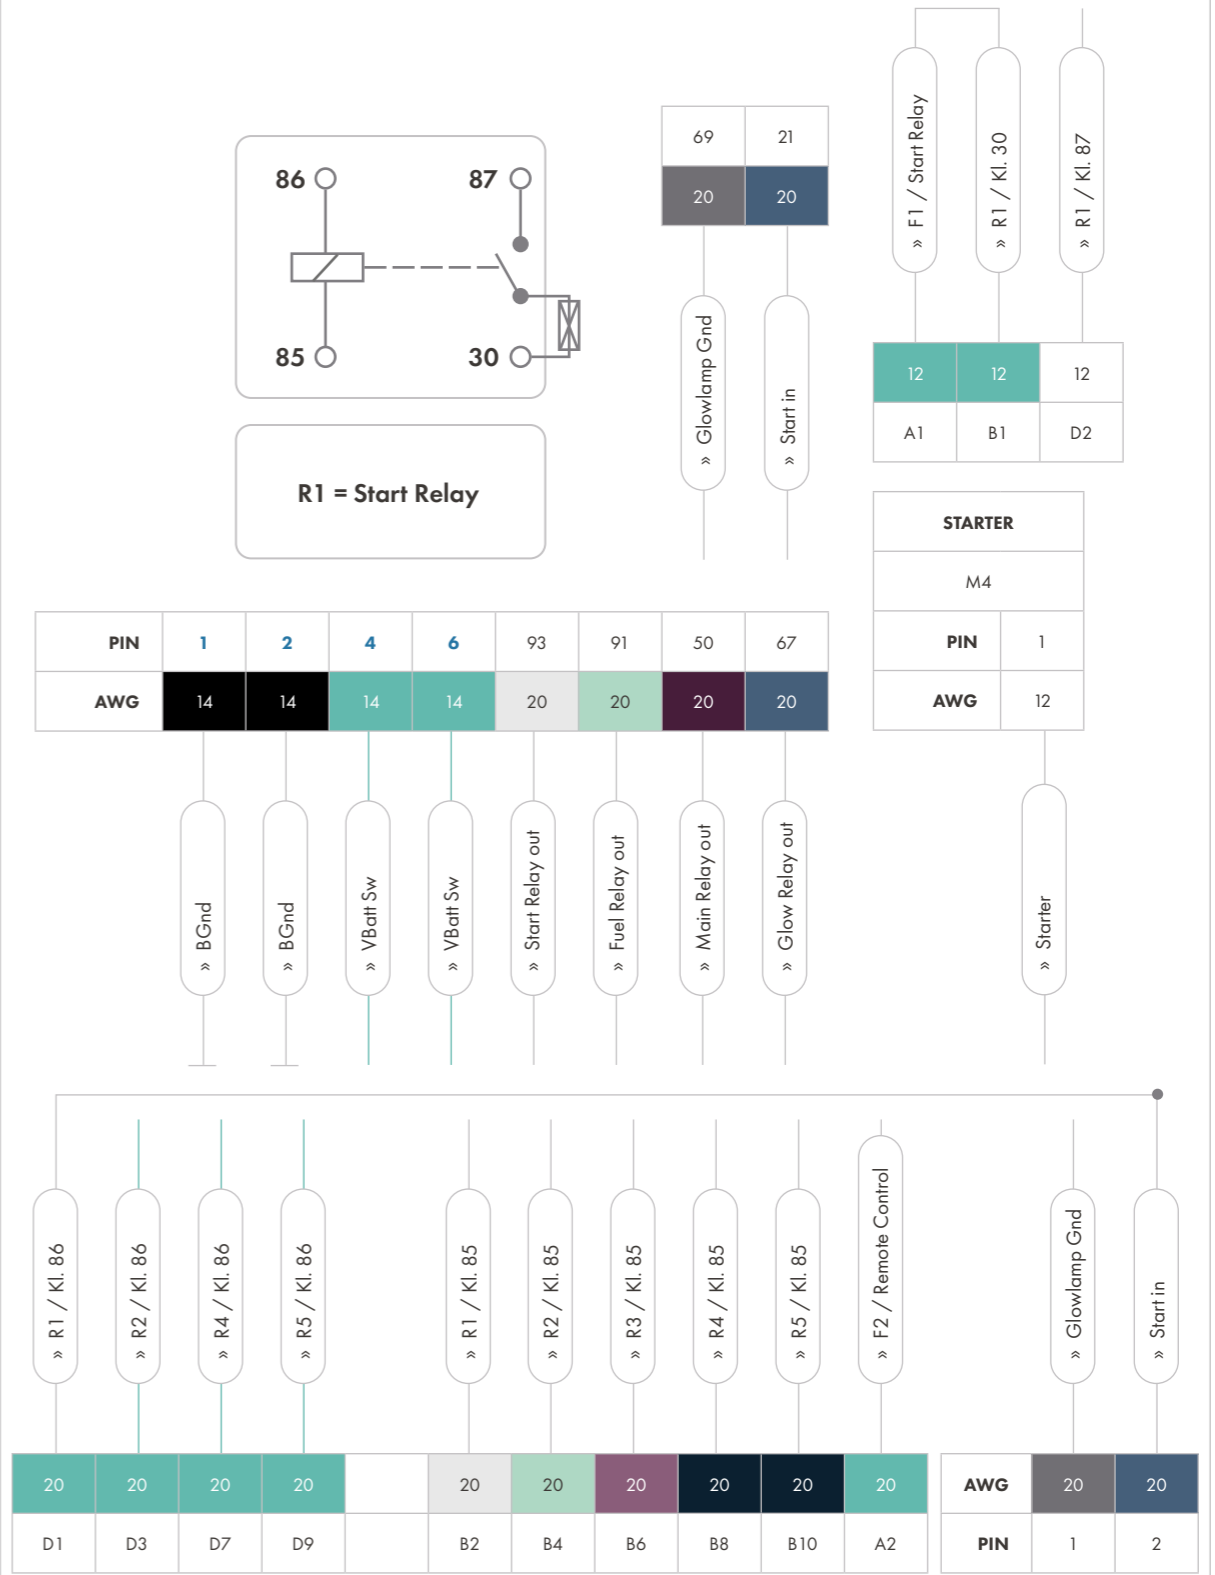 » F1 / Start Relay
» R1 / Kl. 30
» R1 / Kl. 87
86
87
85
30
69 21
20 20
» Glowlamp Gnd
» Start in
12 12 12
A1 B1 D2
R1 = Start Relay
STARTER
M4
PIN 1
AWG 12
PIN 1 2 4 6 93 91 50 67
AWG 14 14 14 14 20 20 20 20
» BGnd
» BGnd
» VBatt Sw
» VBatt Sw
» Start Relay out
» Fuel Relay out
» Main Relay out
» Glow Relay out
» Starter
» R1 / Kl. 86
» R2 / Kl. 86
» R4 / Kl. 86
» R5 / Kl. 86
» R1 / Kl. 85
» R2 / Kl. 85
» R3 / Kl. 85
» R4 / Kl. 85
» R5 / Kl. 85
» F2 / Remote Control
» Glowlamp Gnd
» Start in
20 20 20 20 20 20 20 20 20 20 AWG 20 20
D1 D3 D7 D9 B2 B4 B6 B8 B10 A2 PIN 1 2